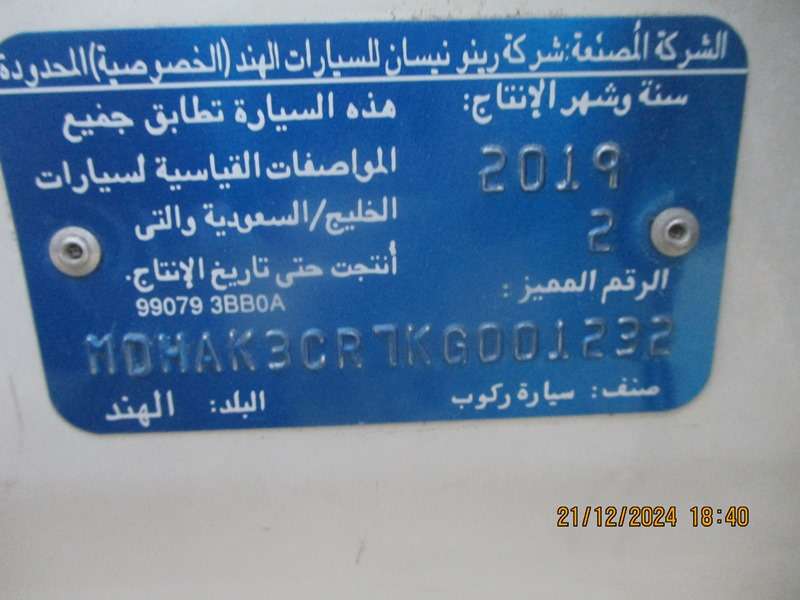 الشركة المصنعة: شركة رينو نيسان للسيارات الهند (الخصوصية) المحدودة
سنة وشهر الإنتاج:
2019
2
هذه السيارة تطابق جميع
المواصفات القياسية لسيارات
الخليج/السعودية والتى
أنتجت حتى تاريخ الإنتاج.
99079 3BB0A
الرقم المميز:
MDHAK3CR7KG001232
صنف: سيارة ركوب
البلد: الهند
21/12/2024 18:40